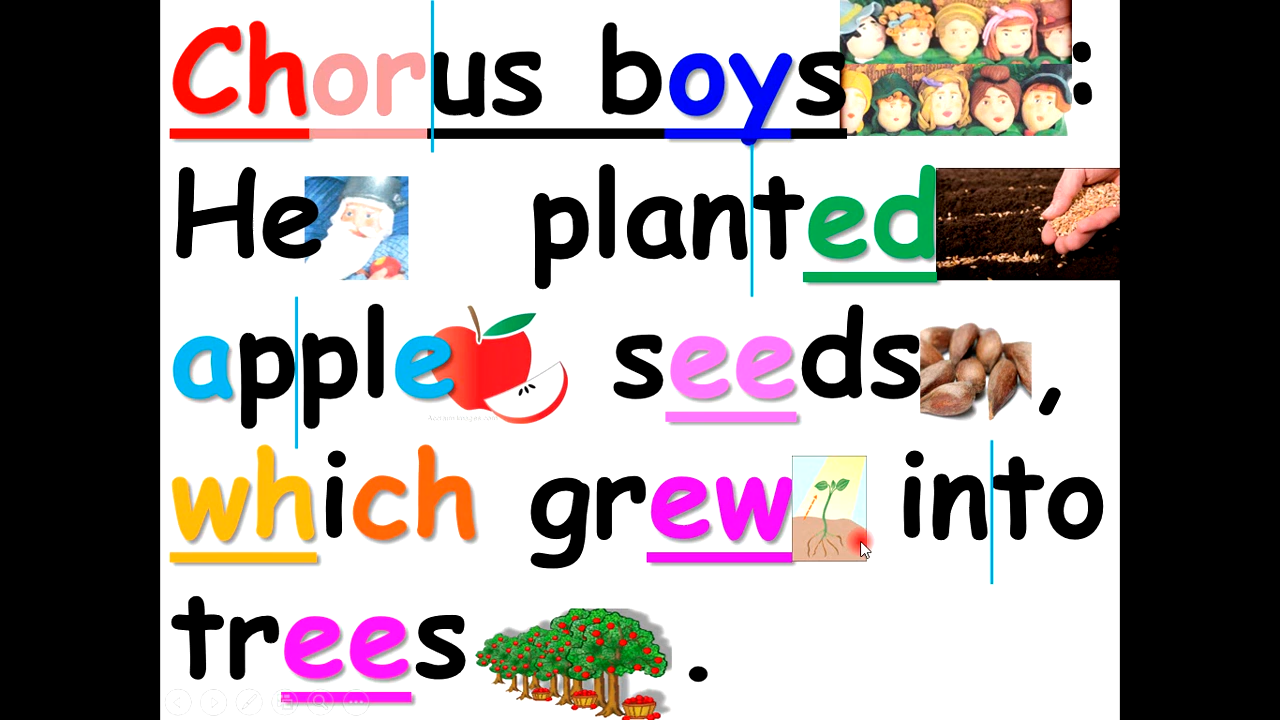 Chorus boys :
He planted
apple seeds ,
which grew into
trees .